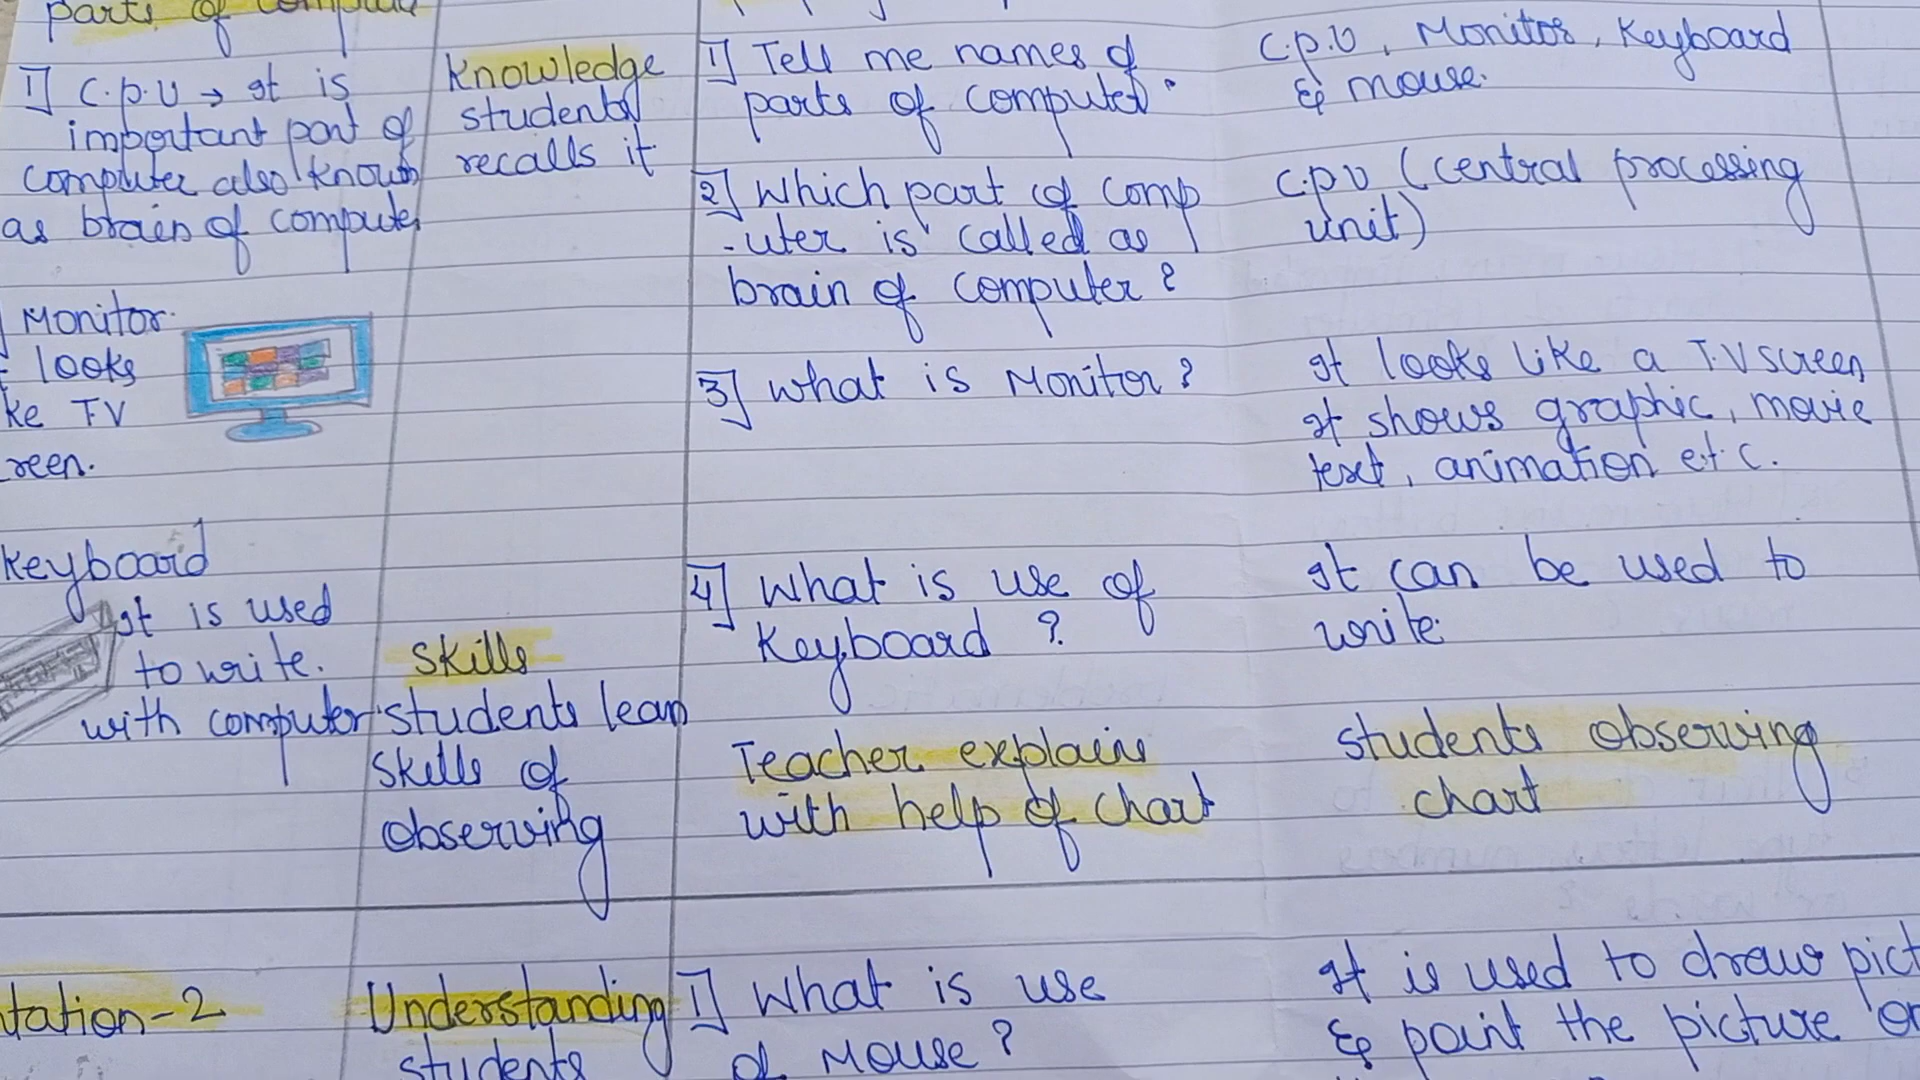 parts of computer
1] C.p.U → It is
important part of
computer also known
as brain of computer
Monitor.
looks
ke TV
reen.
Keyboard
It is used
to write.
with computer
Knowledge
students
recalls it
skills
students learn
skills of
observing
1] Tell me names of
parts of computer.
2] Which part of comp
-uter is called as
brain of computer?
3] What is Monitor?
4] What is use of
Keyboard ?
Teacher explains
with help of chart
C.p.U, Monitor, Keyboard
& mouse.
C.p.U (central processing
unit)
It looks like a T.V screen
It shows graphic, movie
text, animation etc.
It can be used to
write.
students observing
chart
tation-2
Understanding
students
1] What is use
of Mouse?
It is used to draw pict
& paint the picture on